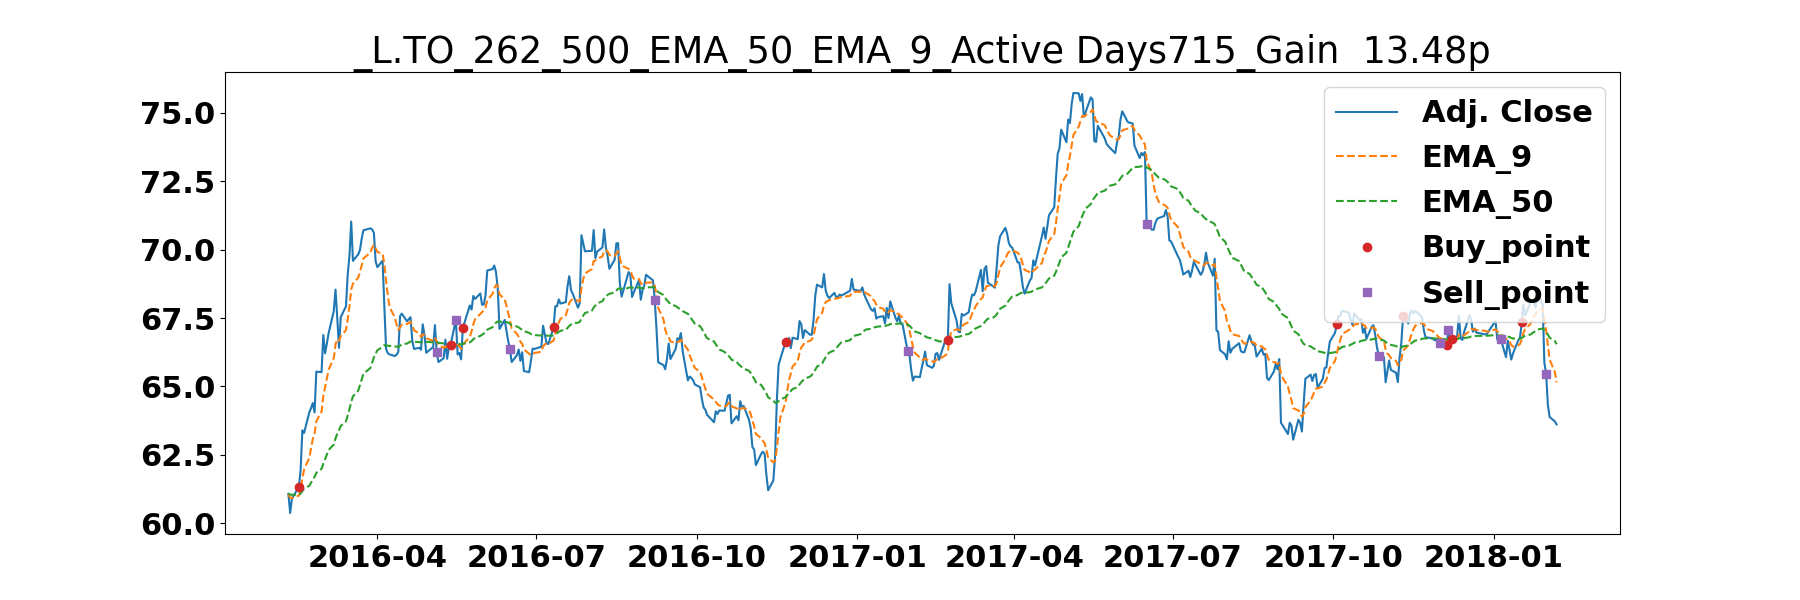 _L.TO_262_500_EMA_50_EMA_9_Active Days715_Gain  13.48p
75.0
72.5
70.0
67.5
65.0
62.5
60.0
Adj. Close
EMA_9
EMA_50
Buy_point
Sell_point
2016-04 2016-07 2016-10 2017-01 2017-04 2017-07 2017-10 2018-01